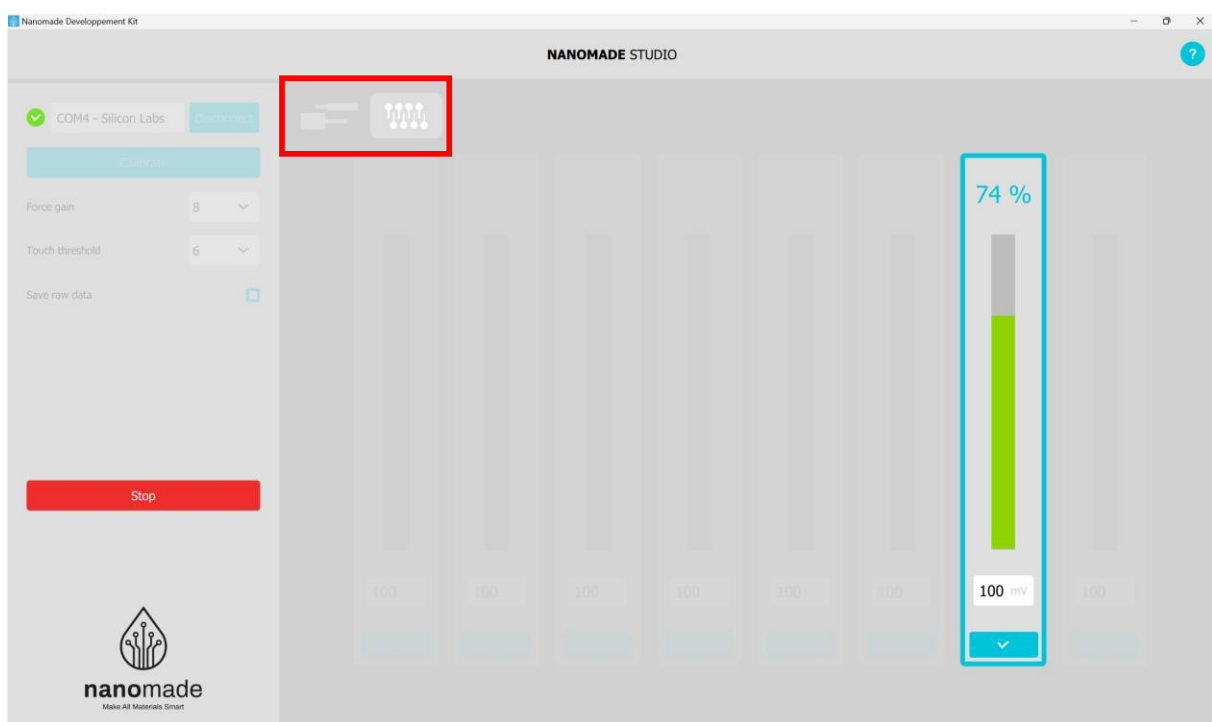 Nanomade Developpement Kit
NANOMADE STUDIO
?
COM4 - Silicon Labs
Disconnect
Calibrate
Force gain 8
Touch threshold 6
Save raw data
74 %
Stop
100 100 100 100 100 100 100 mV 100
nanomade
Make All Materials Smart